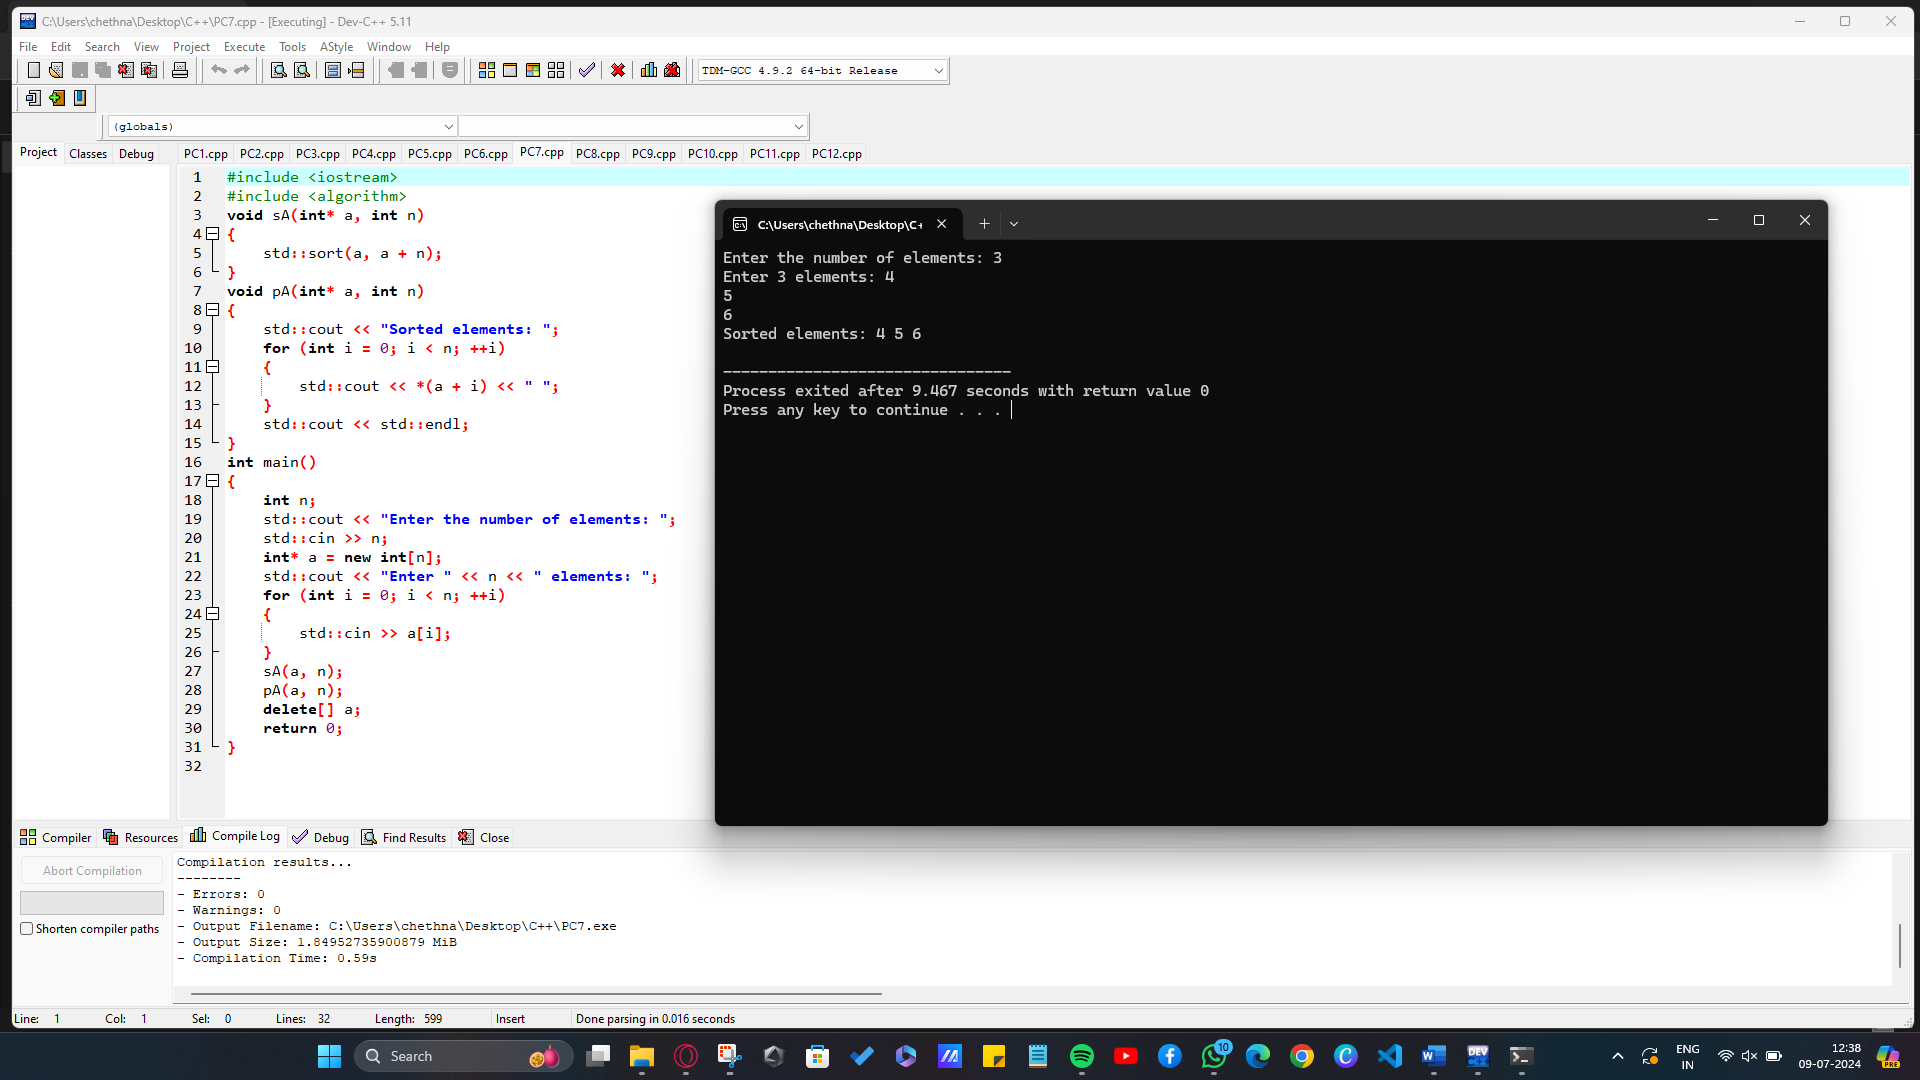 C:\Users\chethna\Desktop\C++\PC7.cpp - [Executing] - Dev-C++ 5.11
File Edit Search View Project Execute Tools AStyle Window Help
TDM-GCC 4.9.2 64-bit Release
(globals)
Project Classes Debug
PC1.cpp PC2.cpp PC3.cpp PC4.cpp PC5.cpp PC6.cpp PC7.cpp PC8.cpp PC9.cpp PC10.cpp PC11.cpp PC12.cpp
1 #include <iostream>
2 #include <algorithm>
3 void sA(int* a, int n)
4 {
5 std::sort(a, a + n);
6 }
7 void pA(int* a, int n)
8 {
9 std::cout << "Sorted elements: ";
10 for (int i = 0; i < n; ++i)
11 {
12 std::cout << *(a + i) << " ";
13 }
14 std::cout << std::endl;
15 }
16 int main()
17 {
18 int n;
19 std::cout << "Enter the number of elements: ";
20 std::cin >> n;
21 int* a = new int[n];
22 std::cout << "Enter " << n << " elements: ";
23 for (int i = 0; i < n; ++i)
24 {
25 std::cin >> a[i];
26 }
27 sA(a, n);
28 pA(a, n);
29 delete[] a;
30 return 0;
31 }
32
C:\Users\chethna\Desktop\C+
Enter the number of elements: 3
Enter 3 elements: 4
5
6
Sorted elements: 4 5 6
--------------------------------
Process exited after 9.467 seconds with return value 0
Press any key to continue . . .
Compiler Resources Compile Log Debug Find Results Close
Abort Compilation
Shorten compiler paths
Compilation results...
--------
- Errors: 0
- Warnings: 0
- Output Filename: C:\Users\chethna\Desktop\C++\PC7.exe
- Output Size: 1.84952735900879 MiB
- Compilation Time: 0.59s
Line: 1 Col: 1 Sel: 0 Lines: 32 Length: 599 Insert Done parsing in 0.016 seconds
Search
10
DEV
ENG
IN
12:38
09-07-2024
PRE